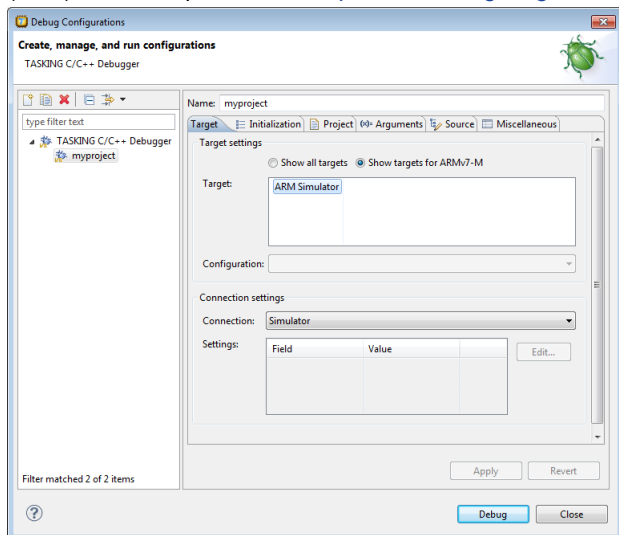 Debug Configurations
Create, manage, and run configurations
TASKING C/C++ Debugger
type filter text
TASKING C/C++ Debugger
myproject
Filter matched 2 of 2 items
Name: myproject
Target Initialization Project (x)= Arguments Source Miscellaneous
Target settings
Show all targets Show targets for ARMv7-M
Target: ARM Simulator
Configuration:
Connection settings
Connection: Simulator
Settings: Field Value Edit...
Apply Revert
? Debug Close